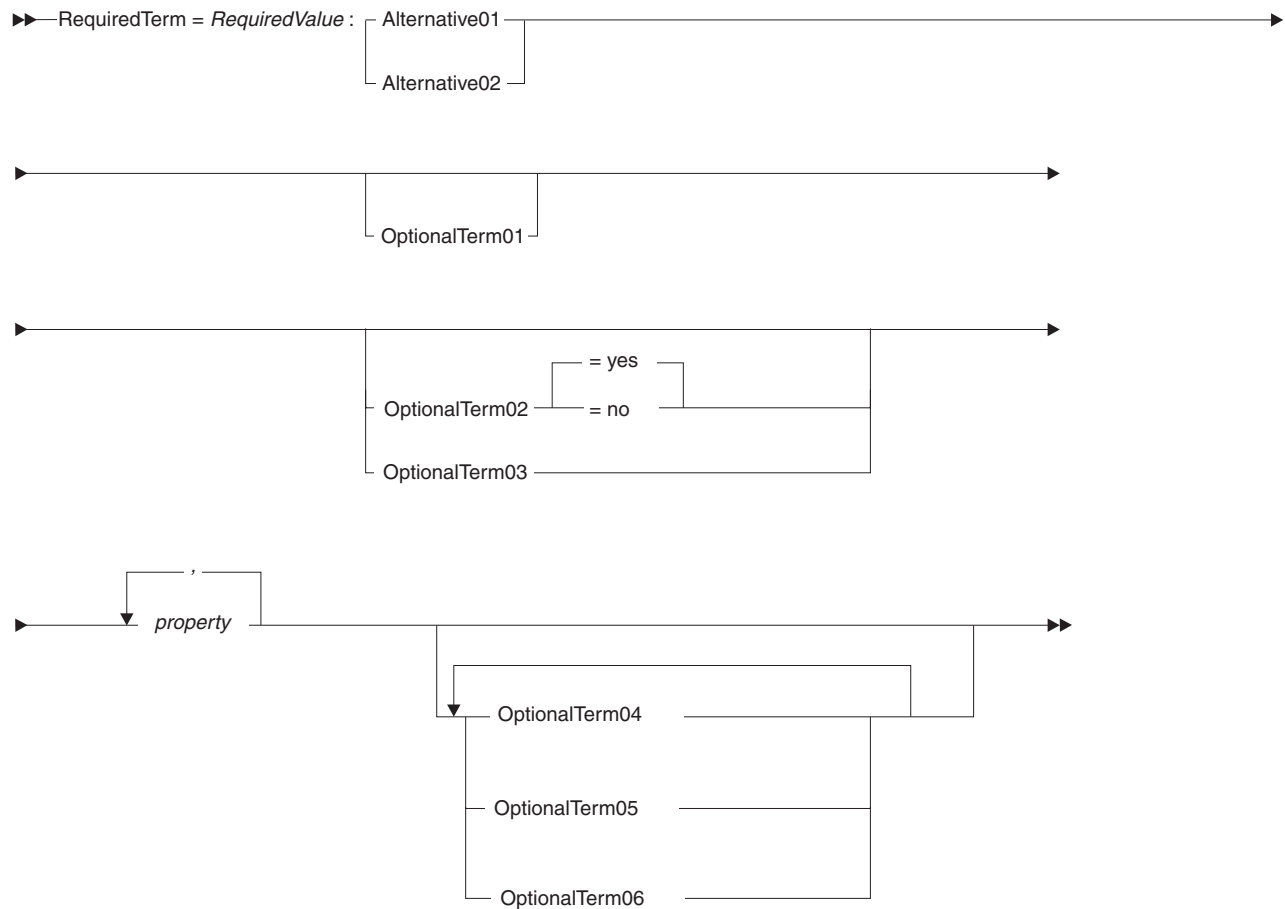 RequiredTerm = RequiredValue : Alternative01
Alternative02
OptionalTerm01
= yes
OptionalTerm02 = no
OptionalTerm03
,
property
OptionalTerm04
OptionalTerm05
OptionalTerm06